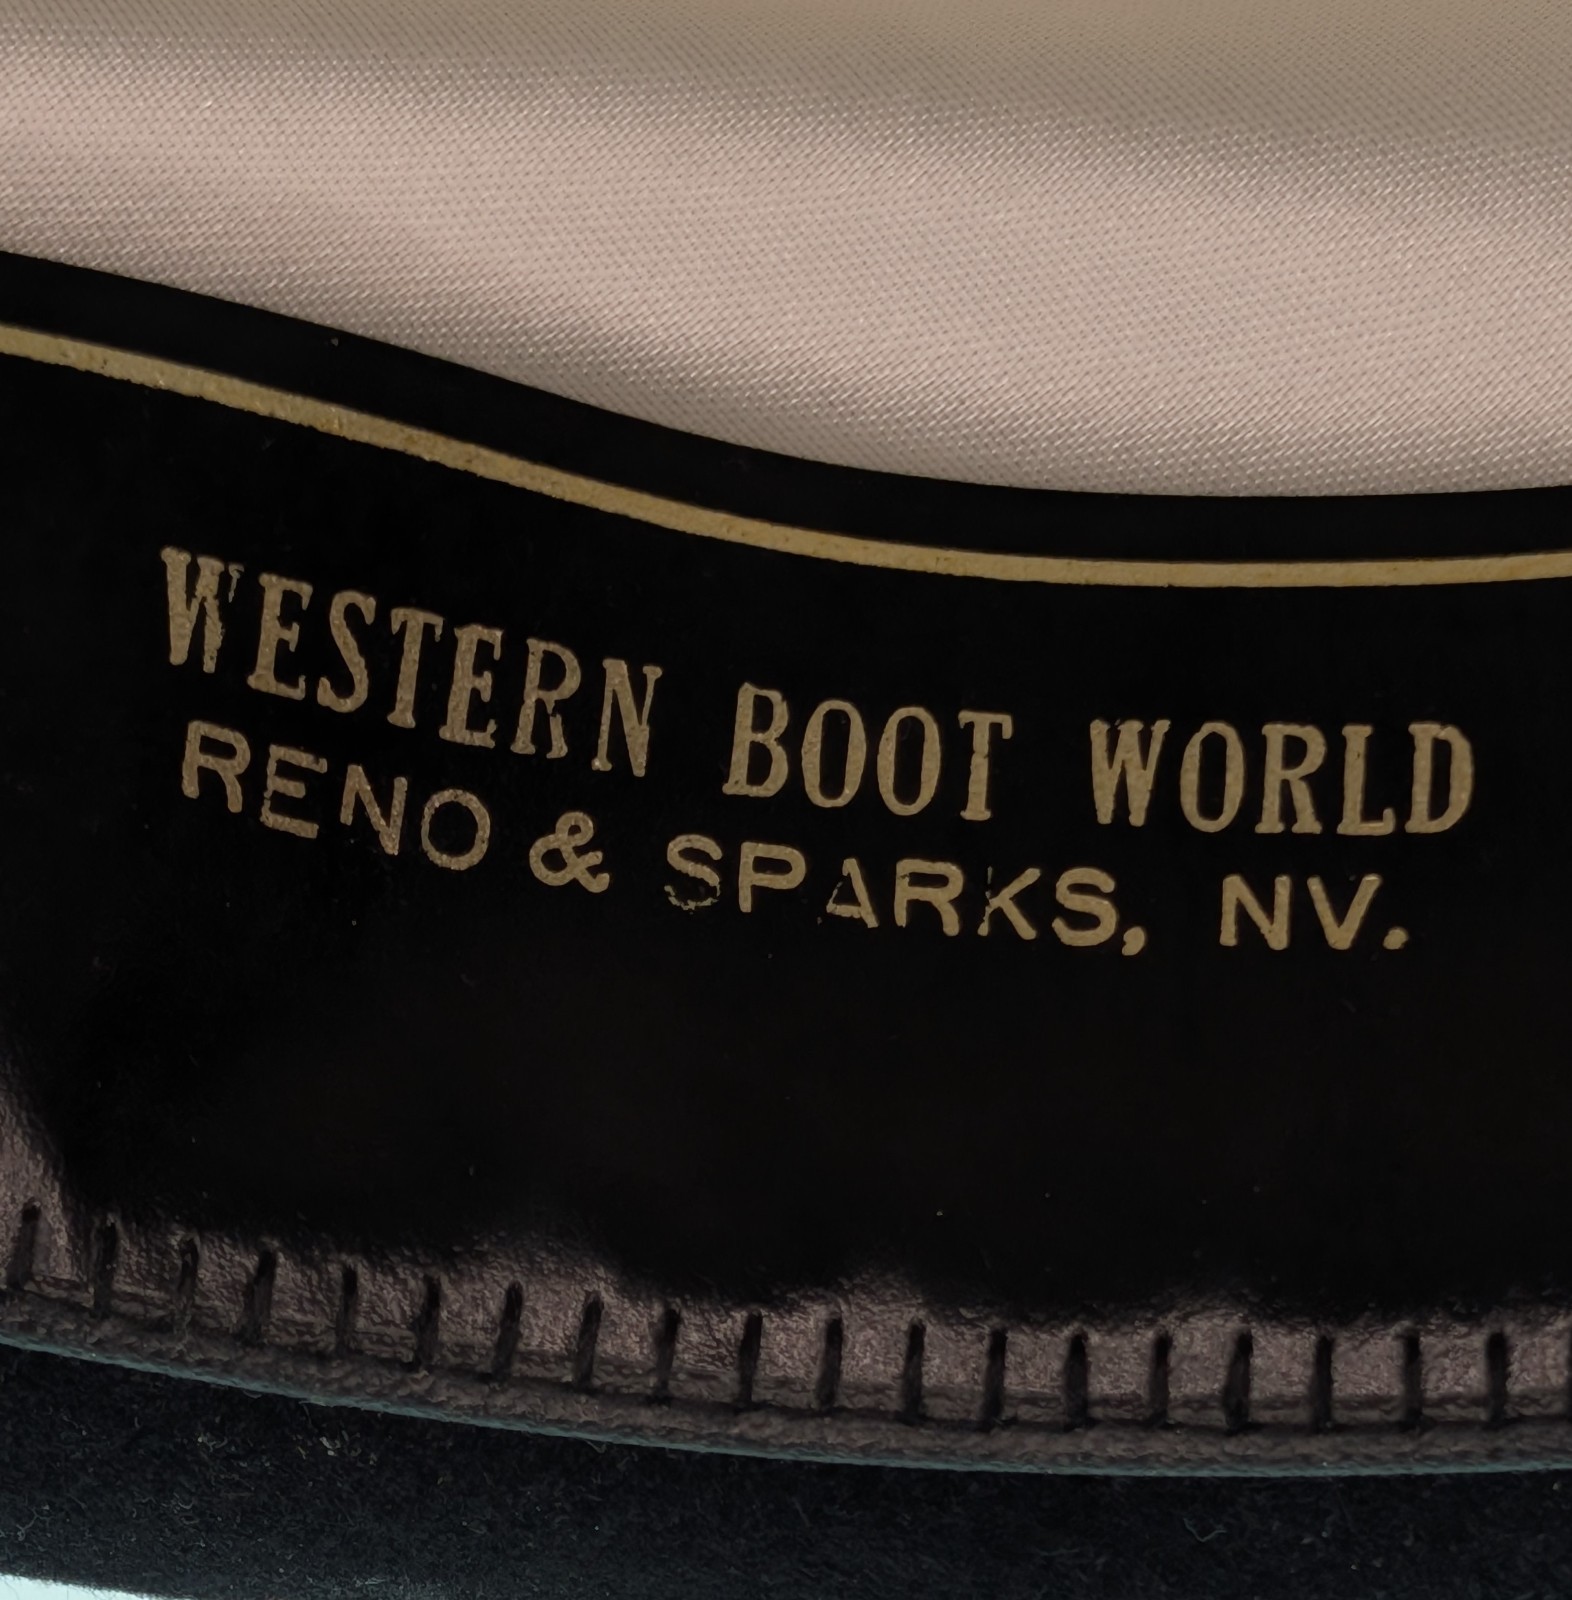 WESTERN BOOT WORLD
RENO & SPARKS, NV.